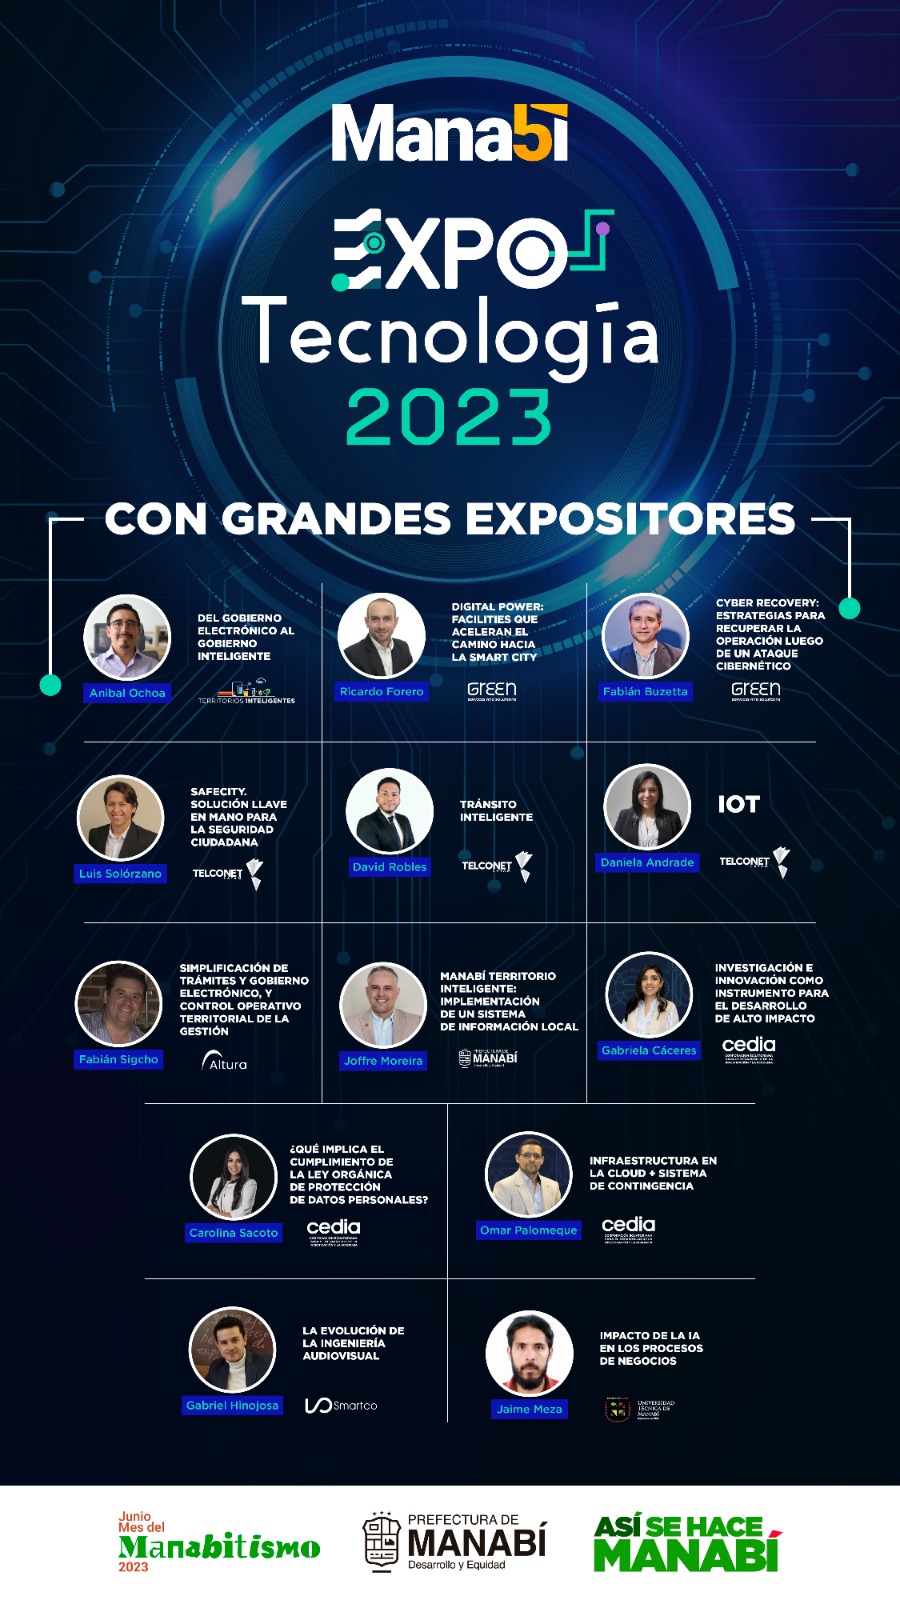 Mana5i
EXPO
Tecnología
2023
CON GRANDES EXPOSITORES
DEL GOBIERNO
ELECTRÓNICO AL
GOBIERNO
INTELIGENTE
Anibal Ochoa
TERRITORIOS INTELIGENTES
DIGITAL POWER:
FACILITIES QUE
ACELERAN EL
CAMINO HACIA
LA SMART CITY
Ricardo Forero
GREEN
CYBER RECOVERY:
ESTRATEGIAS PARA
RECUPERAR LA
OPERACIÓN LUEGO
DE UN ATAQUE
CIBERNÉTICO
Fabián Buzetta
GREEN
SAFECITY.
SOLUCIÓN LLAVE
EN MANO PARA
LA SEGURIDAD
CIUDADANA
Luis Solórzano
TELCONET
TRÁNSITO
INTELIGENTE
David Robles
TELCONET
IOT
Daniela Andrade
TELCONET
SIMPLIFICACIÓN DE
TRÁMITES Y GOBIERNO
ELECTRÓNICO, Y
CONTROL OPERATIVO
TERRITORIAL DE LA
GESTIÓN
Fabián Sigcho
Altura
MANABÍ TERRITORIO
INTELIGENTE:
IMPLEMENTACIÓN
DE UN SISTEMA
DE INFORMACIÓN LOCAL
Joffre Moreira
PREFECTURA DE
MANABÍ
INVESTIGACIÓN E
INNOVACIÓN COMO
INSTRUMENTO PARA
EL DESARROLLO
DE ALTO IMPACTO
Gabriela Cáceres
cedia
¿QUÉ IMPLICA EL
CUMPLIMIENTO DE
LA LEY ORGÁNICA
DE PROTECCIÓN
DE DATOS PERSONALES?
Carolina Sacoto
cedia
INFRAESTRUCTURA EN
LA CLOUD + SISTEMA
DE CONTINGENCIA
Omar Palomeque
cedia
LA EVOLUCIÓN DE
LA INGENIERÍA
AUDIOVISUAL
Gabriel Hinojosa
Smartco
IMPACTO DE LA IA
EN LOS PROCESOS
DE NEGOCIOS
Jaime Meza
UNIVERSIDAD
TÉCNICA DE
MANABÍ
Junio
Mes del
Manabitismo
2023
PREFECTURA DE
MANABÍ
Desarrollo y Equidad
ASÍ SE HACE
MANABÍ